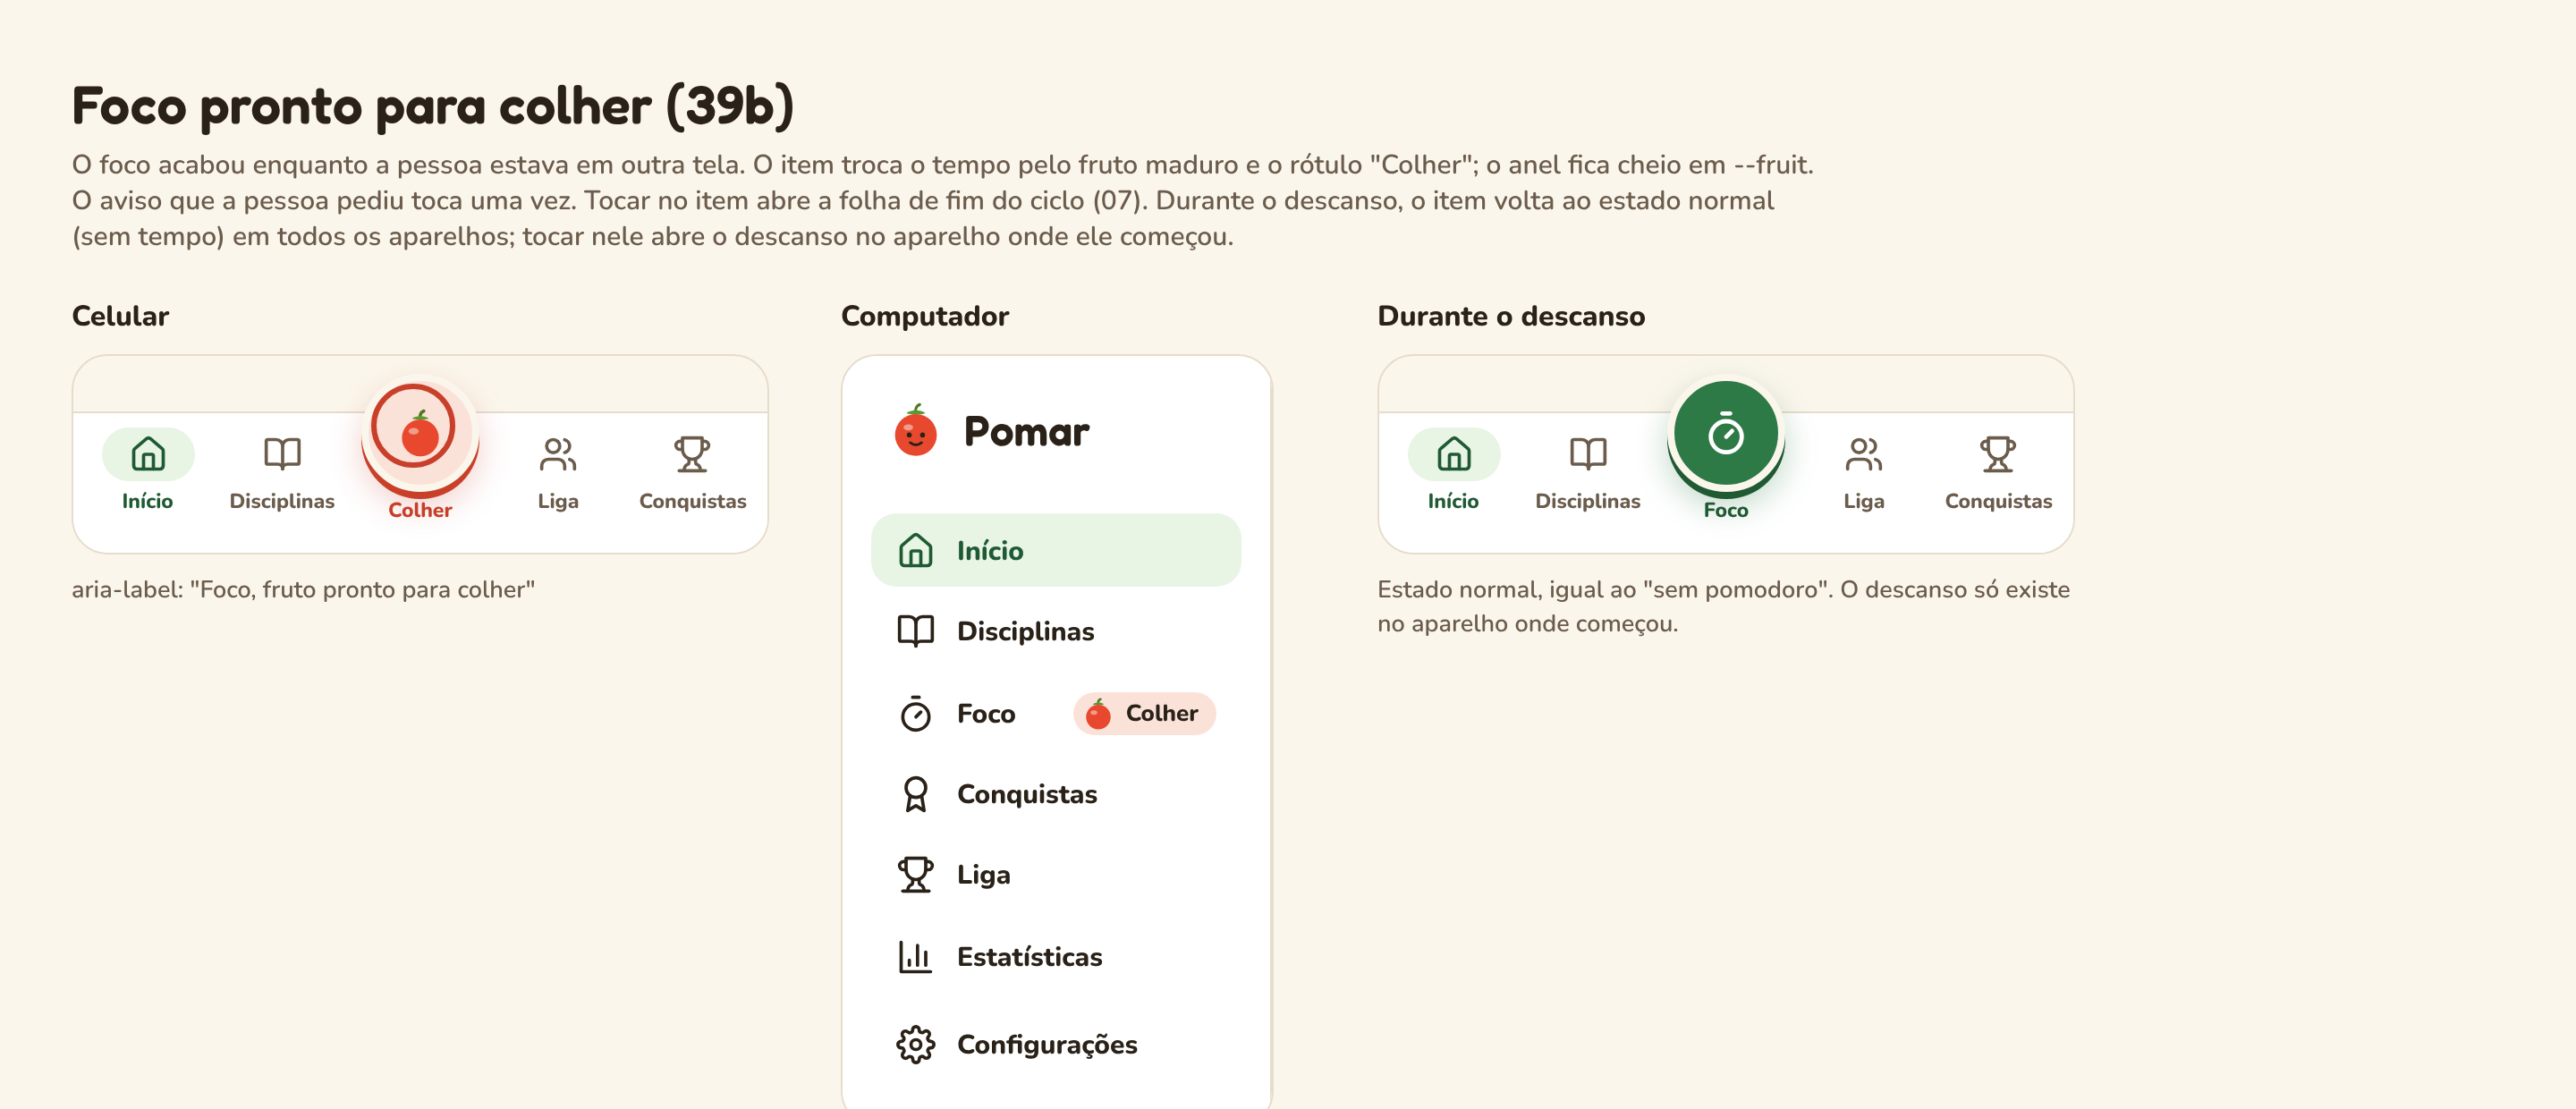 Foco pronto para colher (39b)
O foco acabou enquanto a pessoa estava em outra tela. O item troca o tempo pelo fruto maduro e o rótulo "Colher"; o anel fica cheio em --fruit.
O aviso que a pessoa pediu toca uma vez. Tocar no item abre a folha de fim do ciclo (07). Durante o descanso, o item volta ao estado normal
(sem tempo) em todos os aparelhos; tocar nele abre o descanso no aparelho onde ele começou.
Celular
Início
Disciplinas
Colher
Liga
Conquistas
aria-label: "Foco, fruto pronto para colher"
Computador
Pomar
Início
Disciplinas
Foco
Colher
Conquistas
Liga
Estatísticas
Configurações
Durante o descanso
Início
Disciplinas
Foco
Liga
Conquistas
Estado normal, igual ao "sem pomodoro". O descanso só existe
no aparelho onde começou.